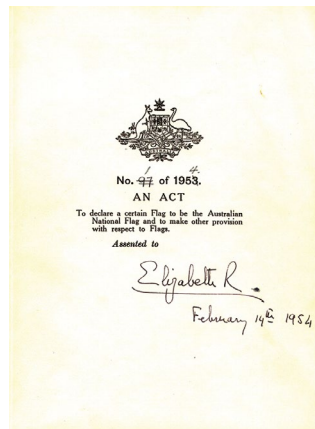 AUSTRALIA
1 4.
No. 97 of 1953.
AN ACT
To declare a certain Flag to be the Australian
National Flag and to make other provision
with respect to Flags.
Assented to
Elizabeth R.
February 14th 1954